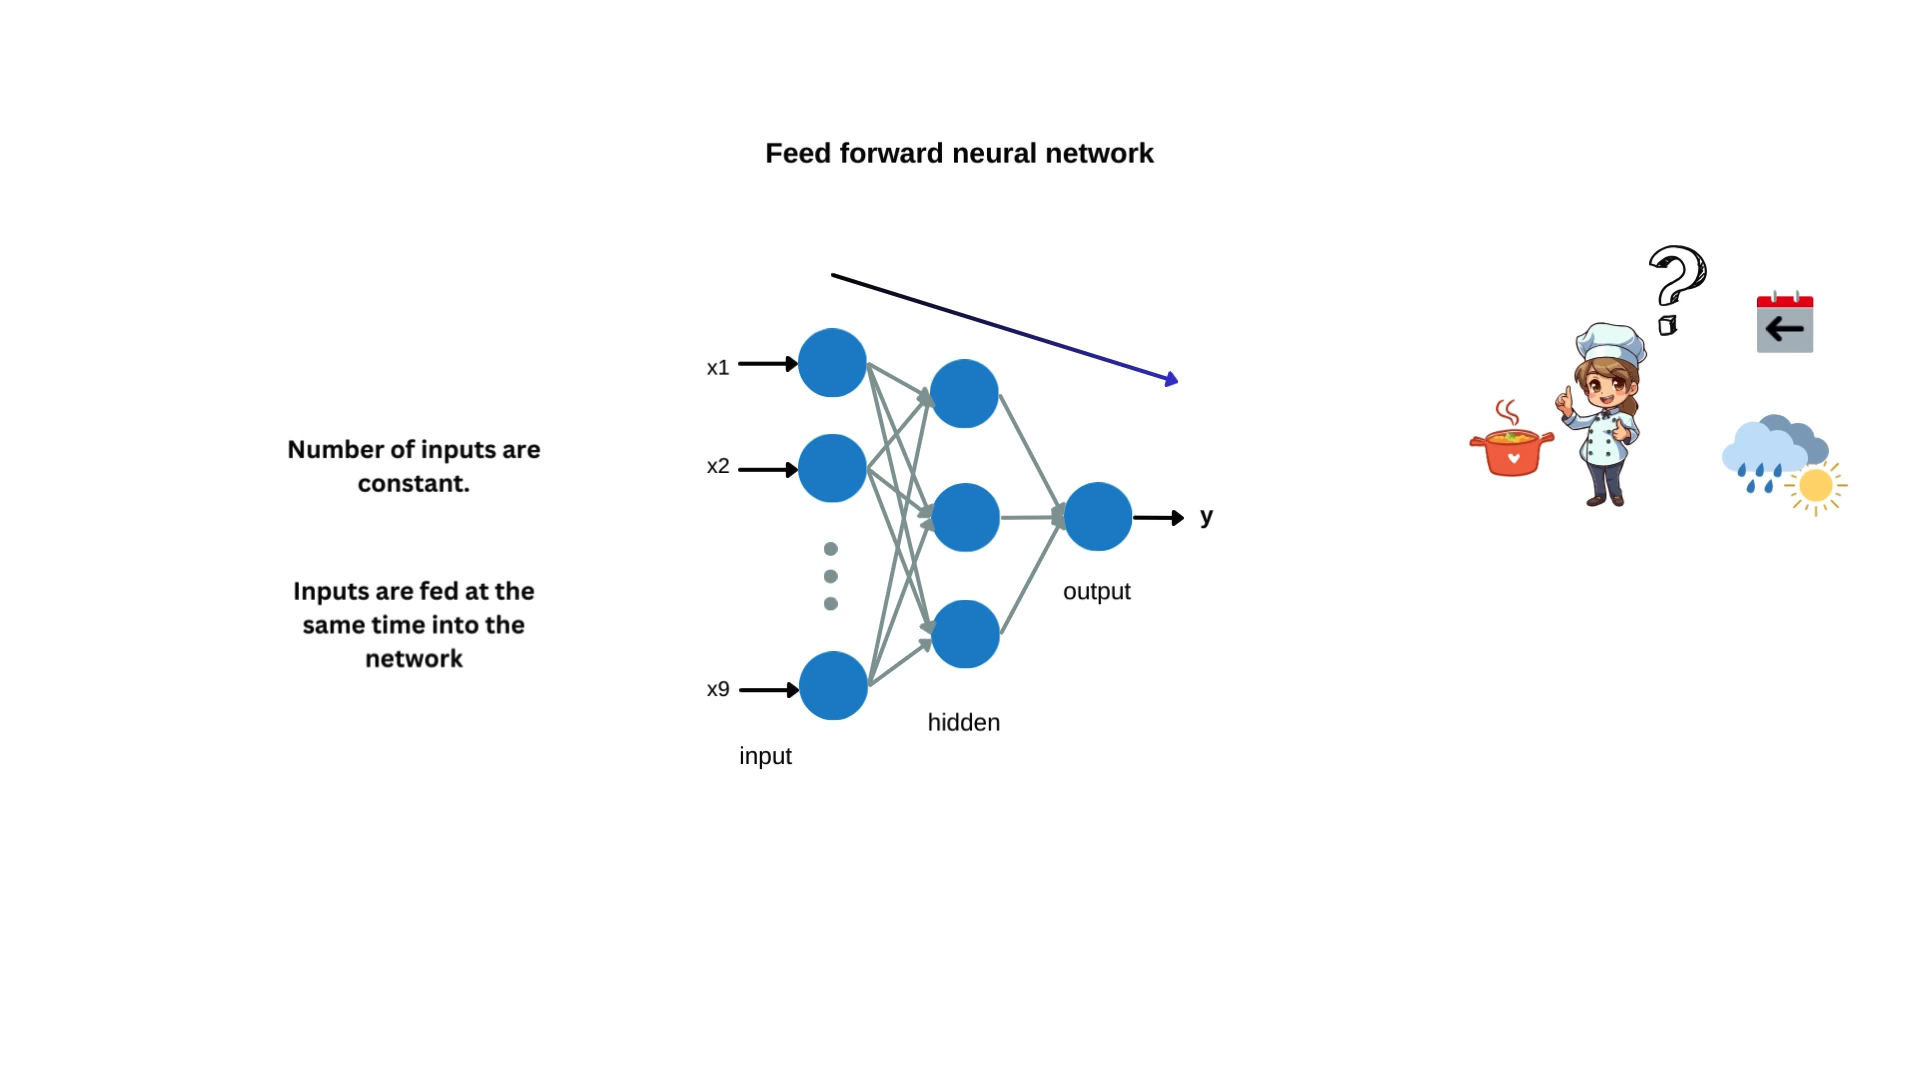 Feed forward neural network
Number of inputs are
constant.
Inputs are fed at the
same time into the
network
x1
x2
x9
input
hidden
output
y
?